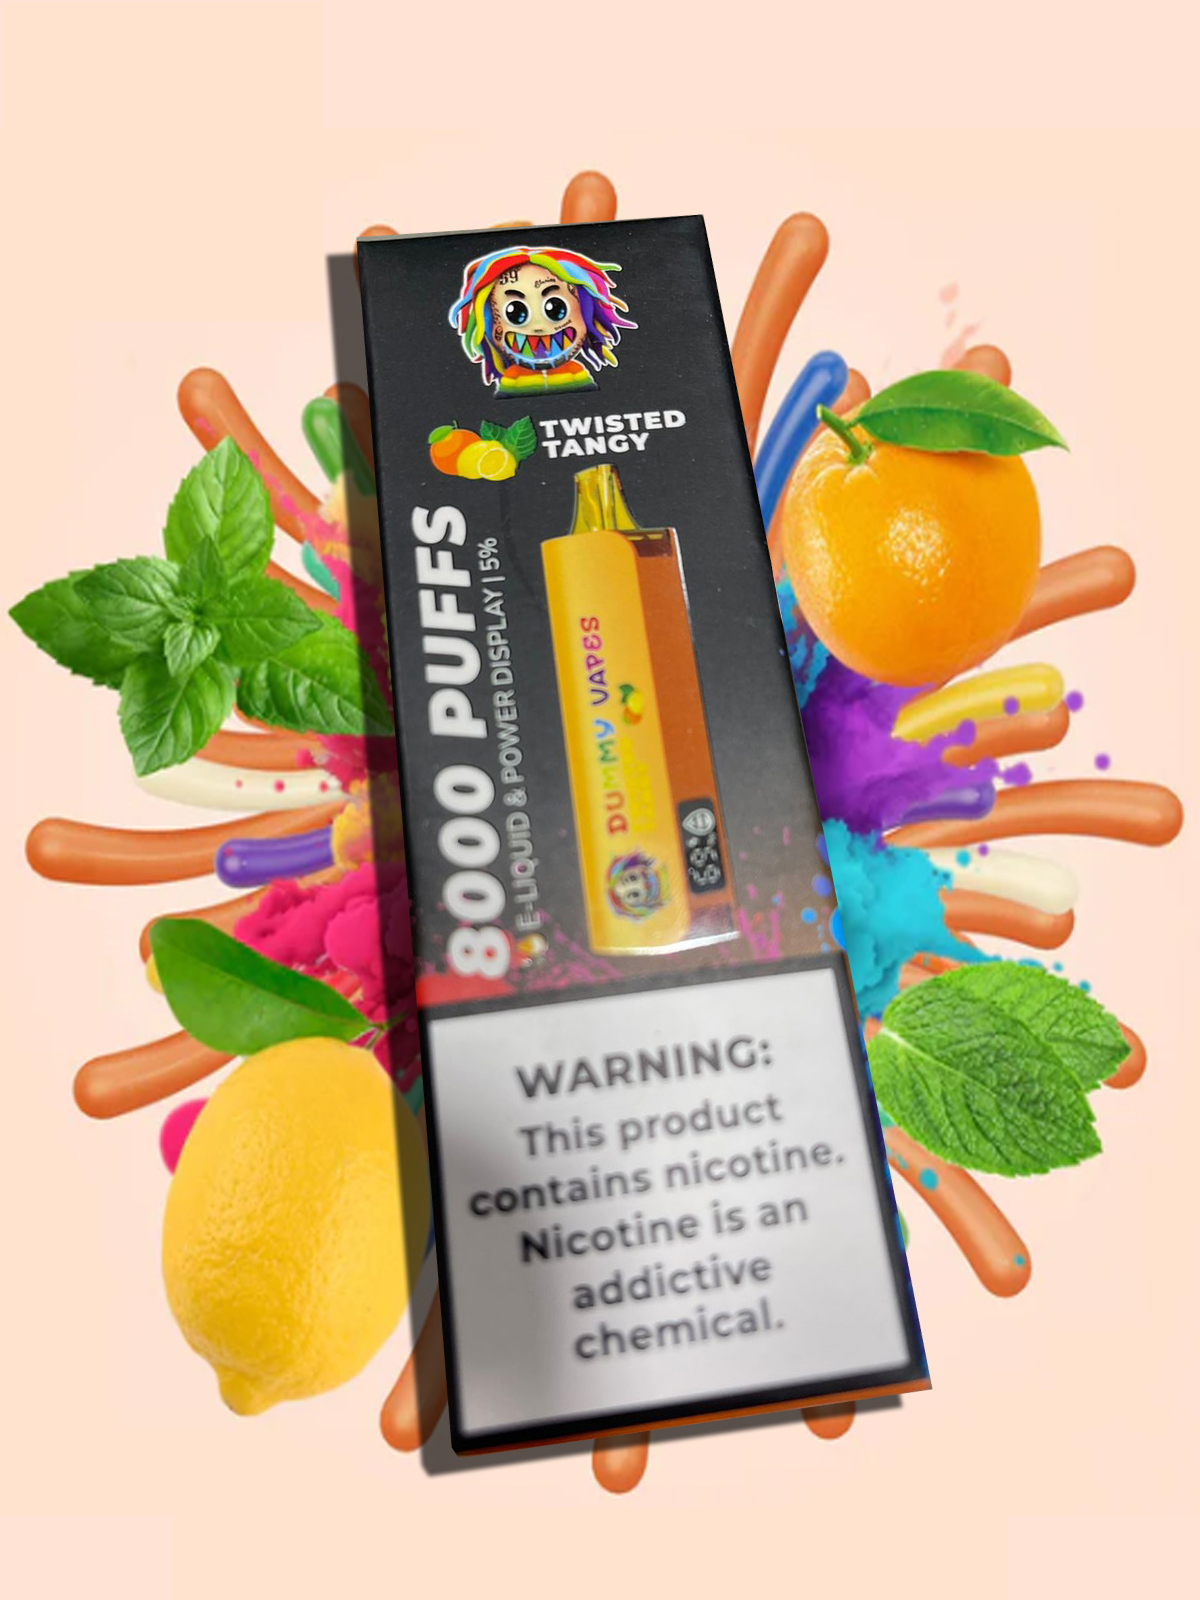 69
TWISTED
TANGY
8000 PUFFS
E-LIQUID & POWER DISPLAY | 5%
DUMMY VAPES
WARNING:
This product
contains nicotine.
Nicotine is an
addictive
chemical.